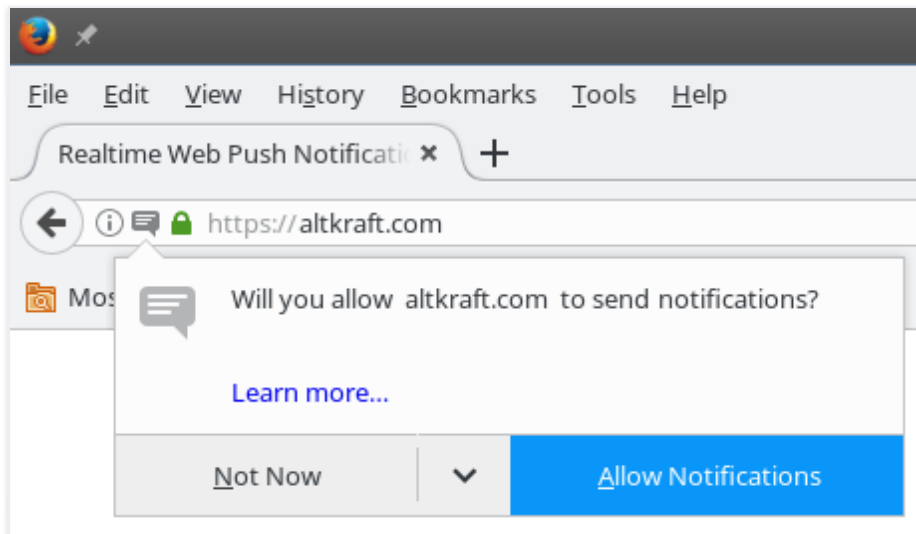 File Edit View History Bookmarks Tools Help
Realtime Web Push
https://altkraft.com
Will you allow altkraft.com to send notifications?
Learn more...
Not Now Allow Notifications